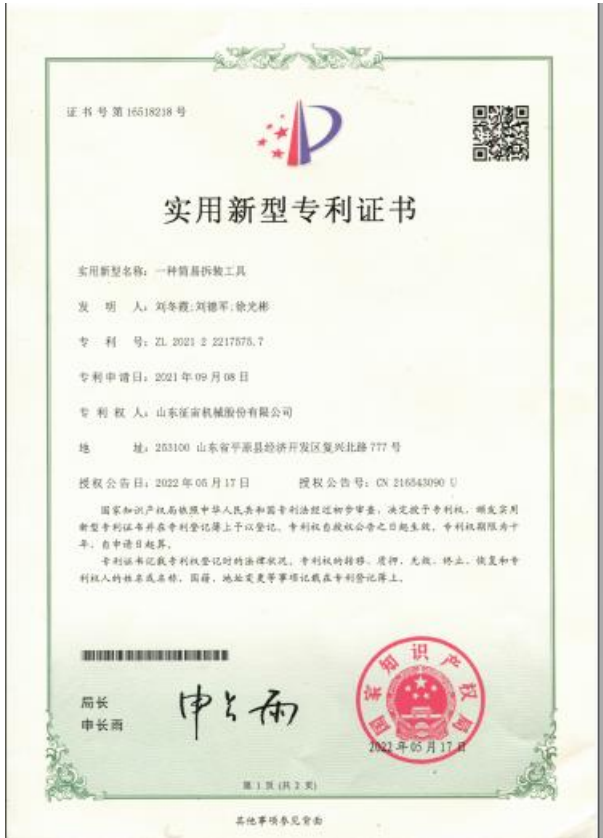 证书号第16518218号
实用新型专利证书
实用新型名称：一种简易拆装工具
发明人：刘冬霞;刘德军;徐光彬
专利号：ZL 2021 2 2217575.7
专利申请日：2021年09月08日
专利权人：山东征宙机械股份有限公司
地址：253100 山东省平原县经济开发区复兴北路777号
授权公告日：2022年05月17日 授权公告号：CN 216543090 U
国家知识产权局依照中华人民共和国专利法经过初步审查，决定授予专利权，颁发实用
新型专利证书并在专利登记簿上予以登记。专利权自授权公告之日起生效。专利权期限为十
年，自申请日起算。
专利证书记载专利权登记时的法律状况。专利权的转移、质押、无效、终止、恢复和专
利权人的姓名或名称、国籍、地址变更等事项记载在专利登记簿上。
局长
申长雨
申长雨
国家知识产权局
2022年05月17日
第1页(共2页)
其他事项参见背面